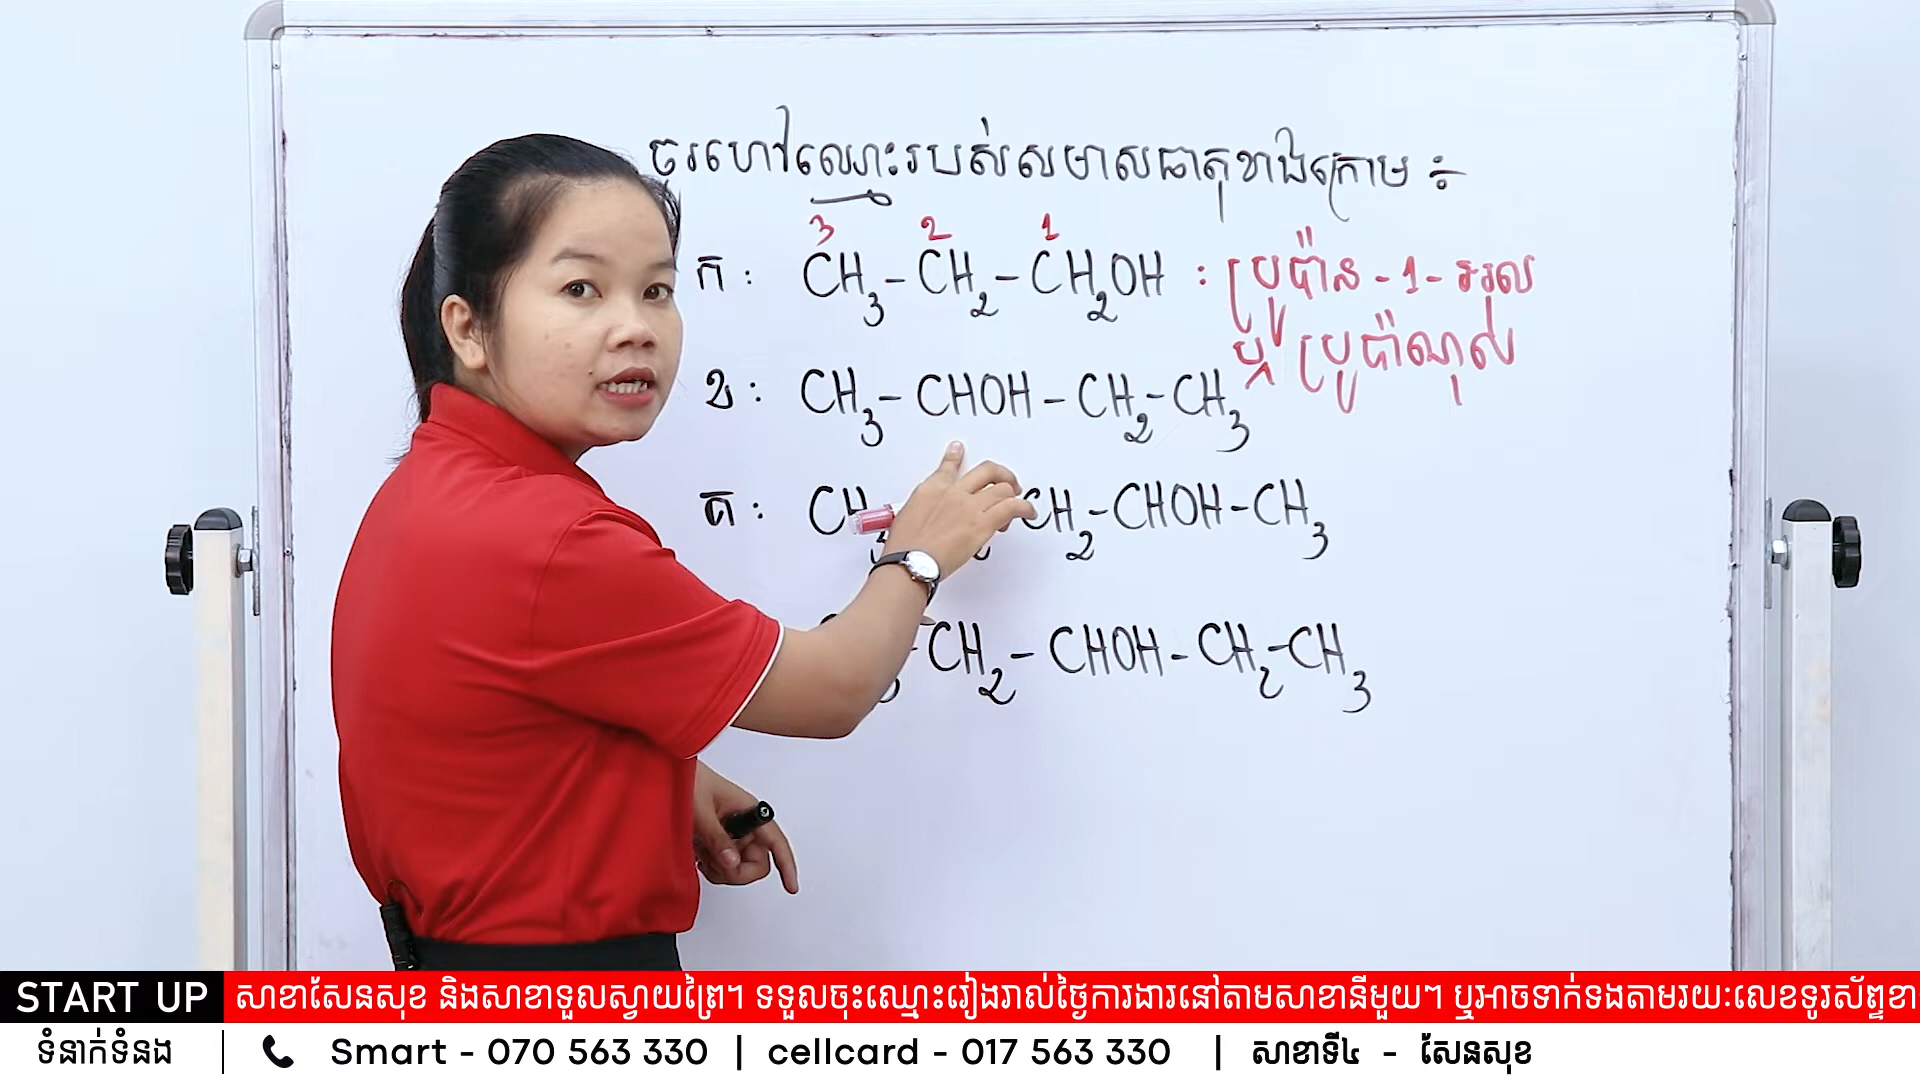 ចូរហៅឈ្មោះរបស់សមាសធាតុខាងក្រោម ÷
3 2 1
ក : CH3 - CH2 - CH2OH : ប្រូប៉ាន - 1 - អុល
ឬ ប្រូប៉ាណុល
ខ : CH3 - CHOH - CH2 - CH3
គ : CH3 CH2 - CHOH - CH3
- CH2 - CHOH - CH2 - CH3
START UP សាខាសែនសុខ និងសាខាទួលស្វាយព្រៃ។ ទទួលចុះឈ្មោះរៀងរាល់ថ្ងៃការងារនៅតាមសាខានីមួយៗ ឬអាចទាក់ទងតាមរយៈលេខទូរស័ព្ទខា
ទំនាក់ទំនង Smart - 070 563 330 | cellcard - 017 563 330 | សាខាទី៤ - សែនសុខ